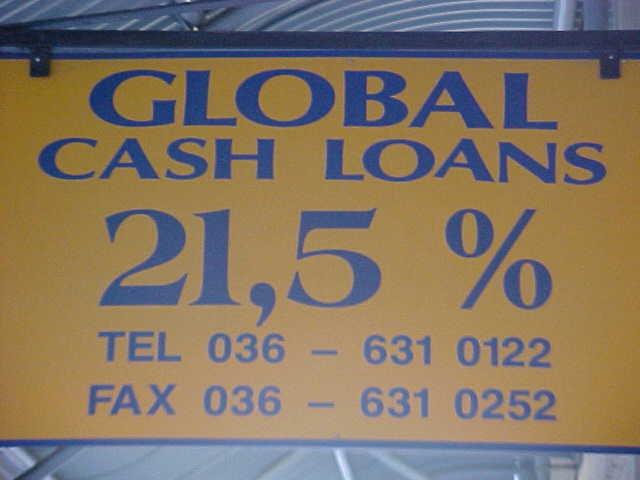 GLOBAL
CASH LOANS
21,5 %
TEL 036 – 631 0122
FAX 036 – 631 0252